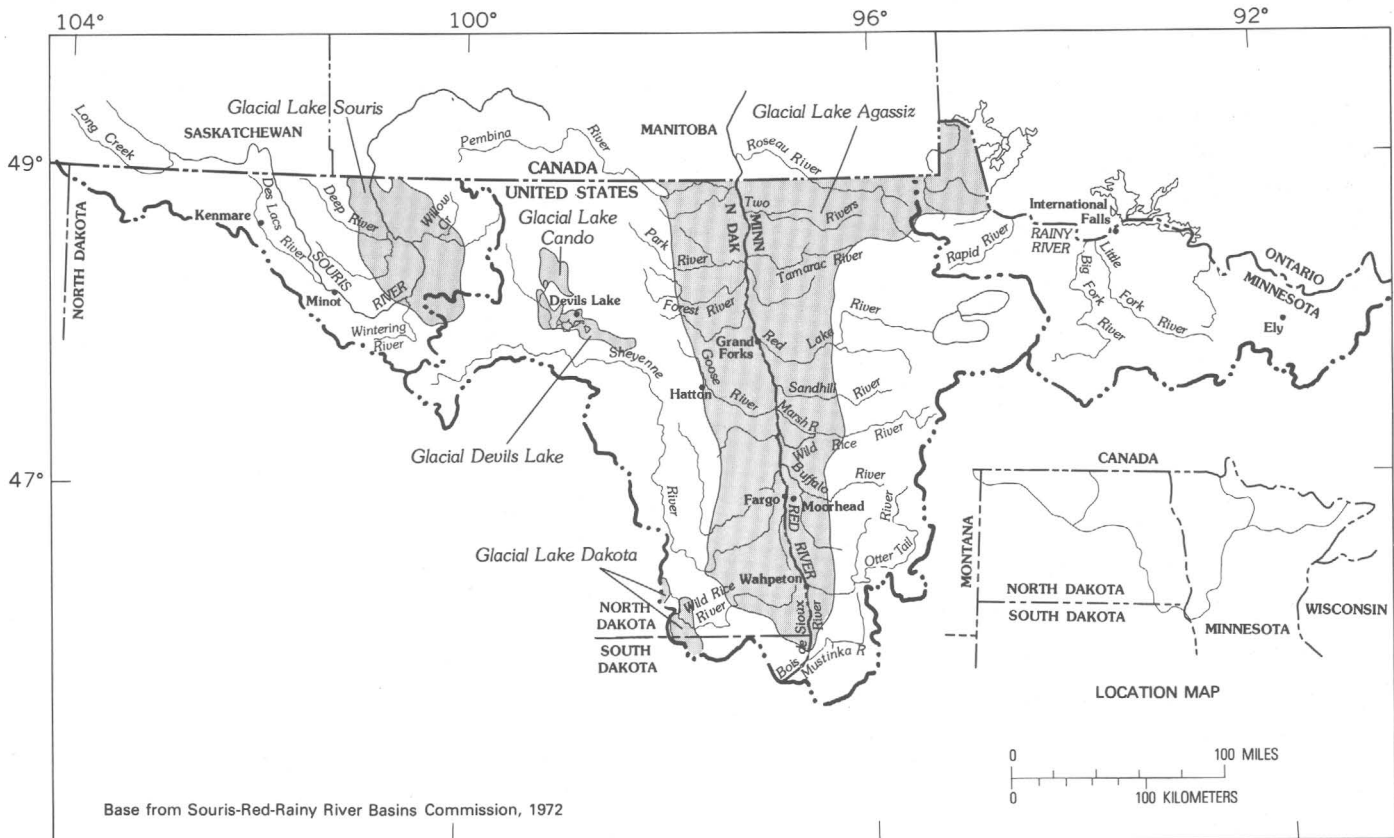 104°
100°
96°
92°
49°
47°
Long Creek
SASKATCHEWAN
Glacial Lake Souris
Pembina River
MANITOBA
Glacial Lake Agassiz
Roseau River
CANADA
UNITED STATES
NORTH DAKOTA
Kenmare
Des Lacs River
SOURIS RIVER
Deep River
Willow Cr
Minot
Wintering River
Glacial Lake Cando
Devils Lake
Sheyenne River
Glacial Devils Lake
Park River
Forest River
N DAK
MINN
Two Rivers
Tamarac River
Grand Forks
Red Lake River
Goose River
Hatton
Sandhill River
Marsh R
Wild Rice River
Buffalo River
Fargo
Moorhead
RED RIVER
Otter Tail River
Wahpeton
Glacial Lake Dakota
Wild Rice River
NORTH DAKOTA
SOUTH DAKOTA
Bois de Sioux River
Mustinka R
Rapid River
International Falls
RAINY RIVER
Big Fork River
Little Fork River
ONTARIO
MINNESOTA
Ely
CANADA
MONTANA
NORTH DAKOTA
SOUTH DAKOTA
MINNESOTA
WISCONSIN
LOCATION MAP
0 100 MILES
0 100 KILOMETERS
Base from Souris-Red-Rainy River Basins Commission, 1972